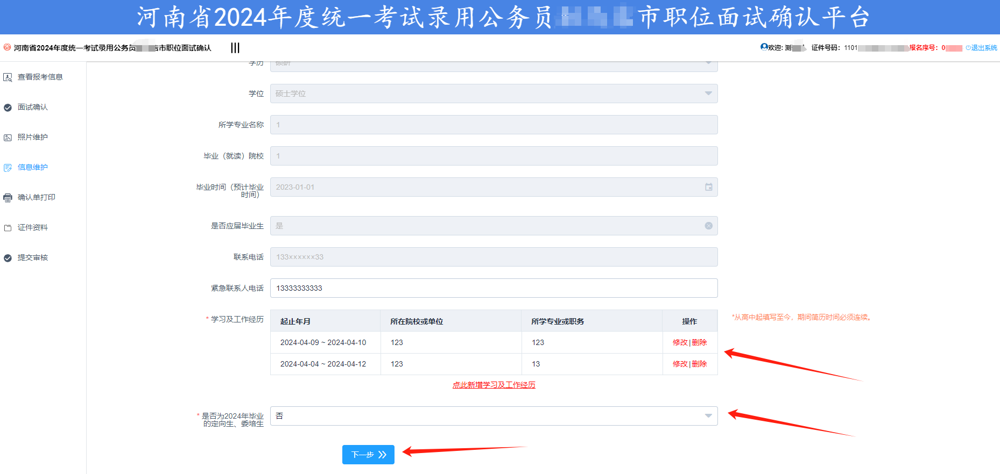 河南省2024年度统一考试录用公务员市职位面试确认平台
河南省2024年度统一考试录用公务员市职位面试确认
欢迎: 测 证件号码: 1101 报名序号: 0 退出系统
查看报考信息
面试确认
照片维护
信息维护
确认单打印
证件资料
提交审核
学历 硕研
学位 硕士学位
所学专业名称 1
毕业（就读）院校 1
毕业时间（预计毕业
时间） 2023-01-01
是否应届毕业生 是
联系电话 133××××××33
紧急联系人电话 13333333333
* 学习及工作经历
起止年月 所在院校或单位 所学专业或职务 操作
2024-04-09 ~ 2024-04-10 123 123 修改|删除
2024-04-04 ~ 2024-04-12 123 13 修改|删除
*从高中起填写至今，期间简历时间必须连续。
点此新增学习及工作经历
* 是否为2024年毕业
的定向生、委培生 否
下一步